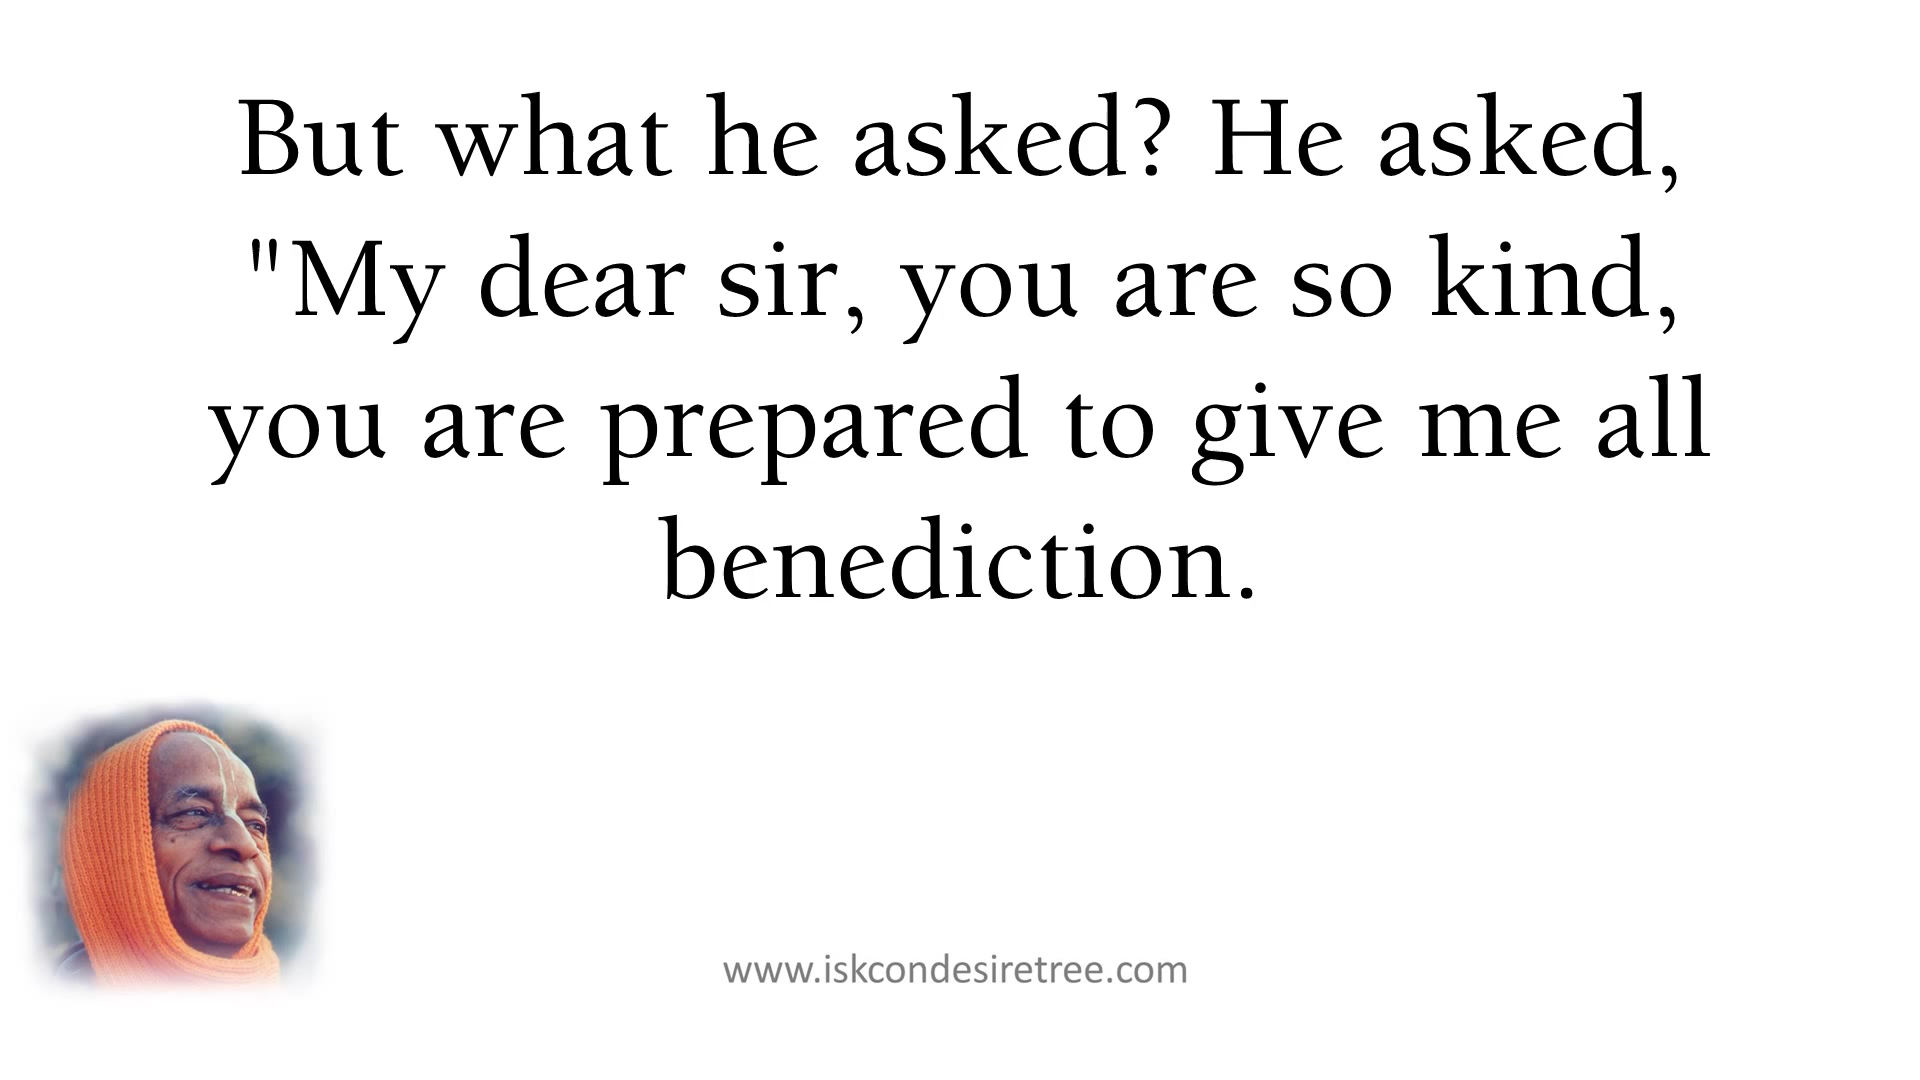 But what he asked? He asked,
"My dear sir, you are so kind,
you are prepared to give me all
benediction.
www.iskcondesiretree.com